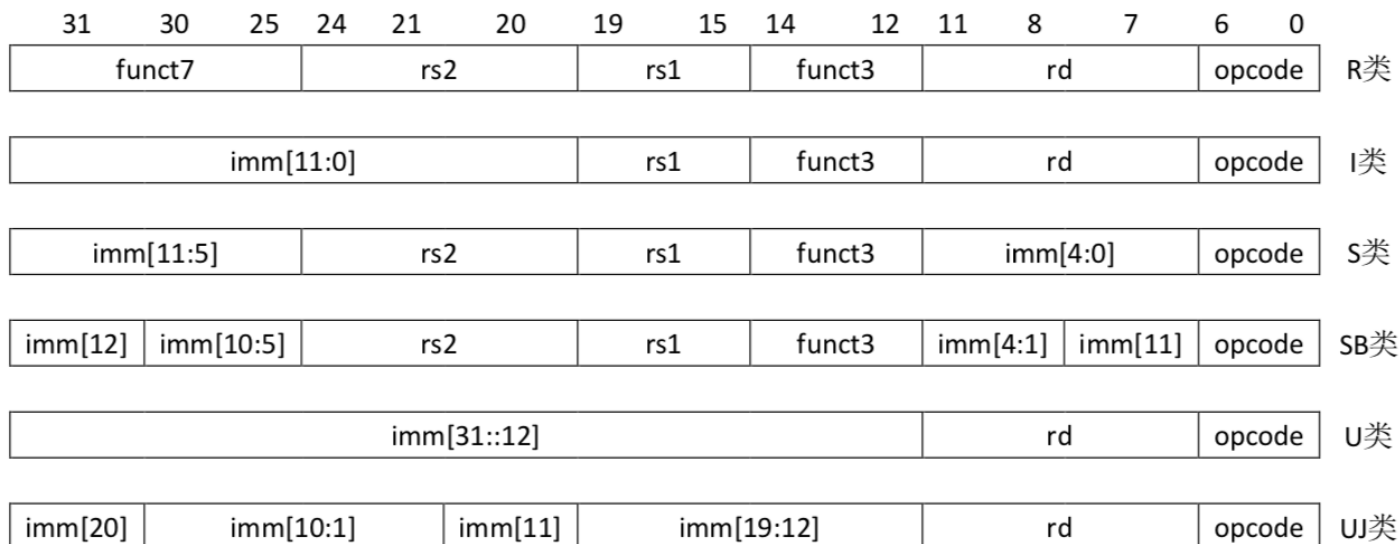 31 30 25 24 21 20 19 15 14 12 11 8 7 6 0
funct7 rs2 rs1 funct3 rd opcode R类
imm[11:0] rs1 funct3 rd opcode I类
imm[11:5] rs2 rs1 funct3 imm[4:0] opcode S类
imm[12] imm[10:5] rs2 rs1 funct3 imm[4:1] imm[11] opcode SB类
imm[31::12] rd opcode U类
imm[20] imm[10:1] imm[11] imm[19:12] rd opcode UJ类